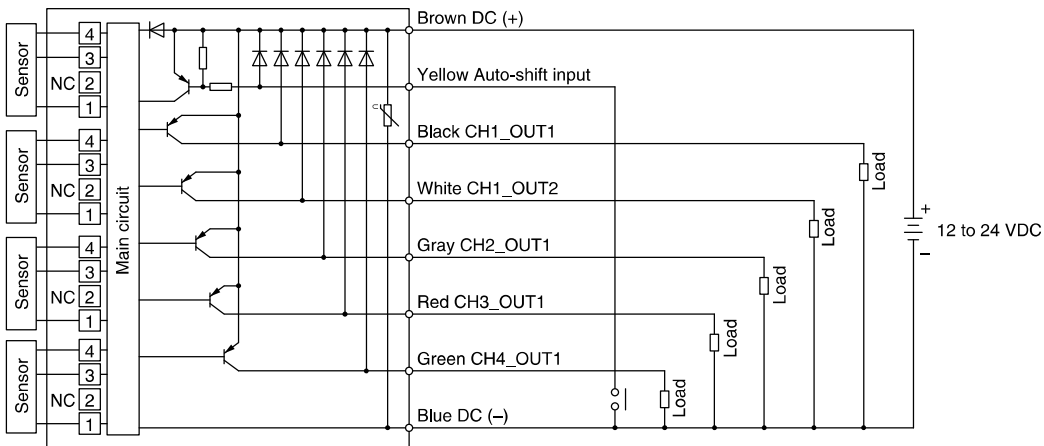 Brown DC (+)
Sensor
4
3
NC 2
1
Yellow Auto-shift input
Black CH1_OUT1
Sensor
4
3
NC 2
1
White CH1_OUT2
Main circuit
Gray CH2_OUT1
Sensor
4
3
NC 2
1
Red CH3_OUT1
Sensor
4
3
NC 2
1
Green CH4_OUT1
Blue DC (–)
Load
Load
Load
Load
Load
+
12 to 24 VDC
–